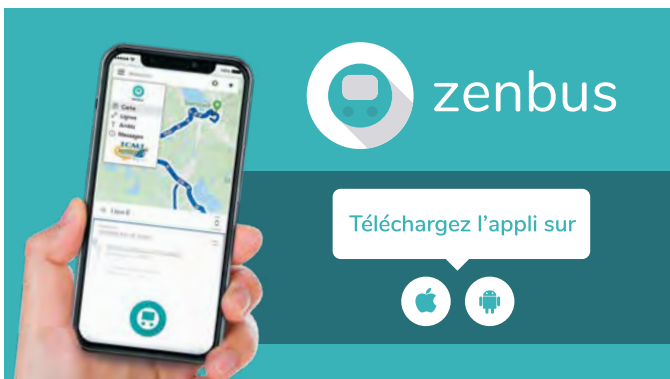 zenbus
Téléchargez l'appli sur
Carte
Lignes
Arrêts
Messages